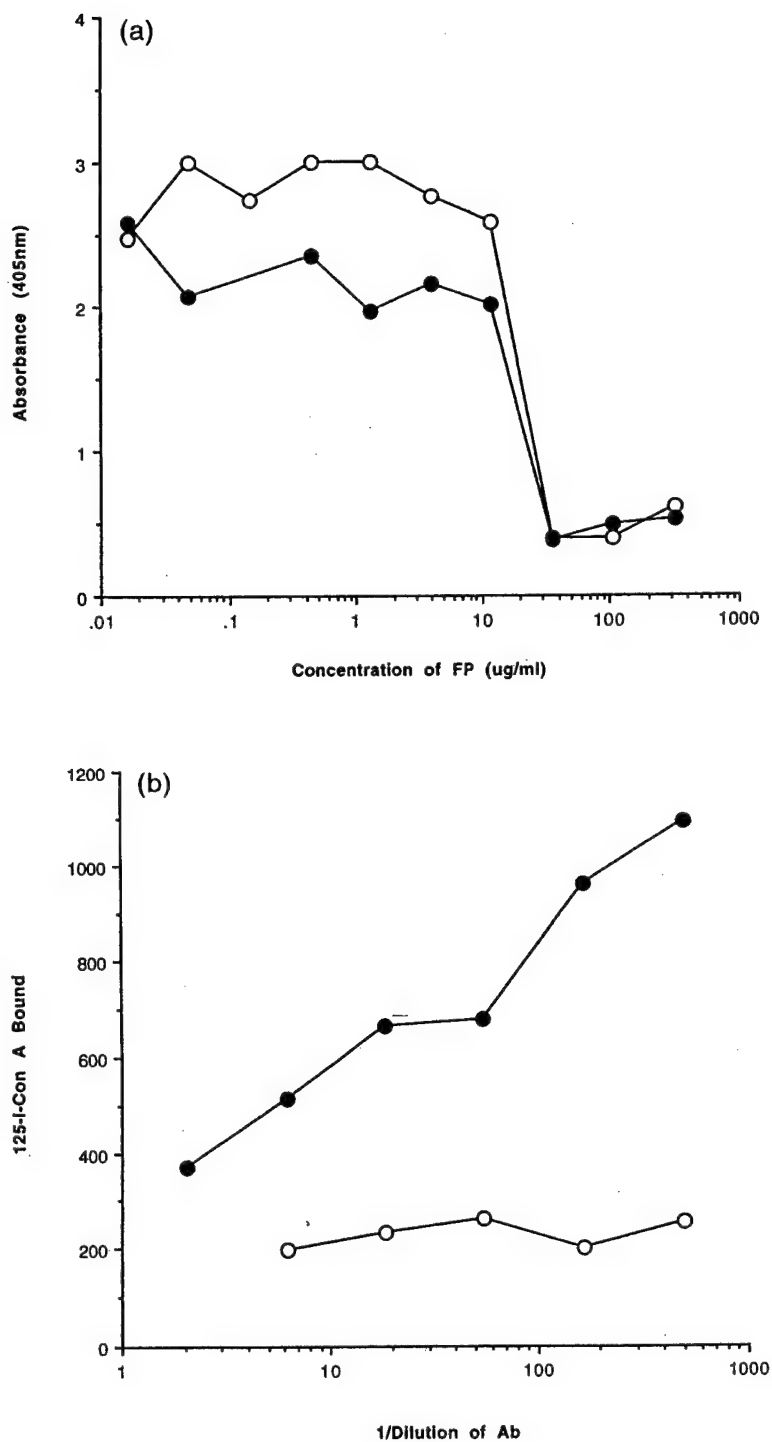 (a)
4
3
2
1
0
Absorbance (405nm)
.01 .1 1 10 100 1000
Concentration of FP (ug/ml)
(b)
1200
1000
800
600
400
200
0
125-I-Con A Bound
1 10 100 1000
1/Dilution of Ab